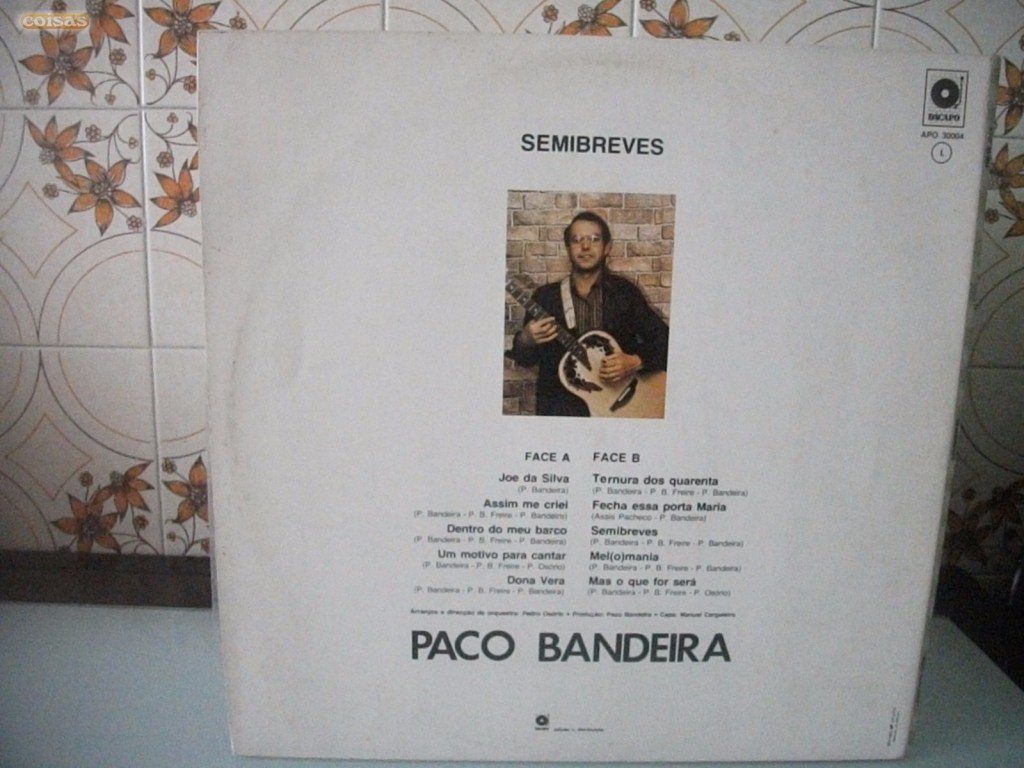 coisas
DACAPO
APO 30004
L
SEMIBREVES
FACE A
Joe da Silva
(P. Bandeira)
Assim me criei
(P. Bandeira - P. B. Freire - P. Bandeira)
Dentro do meu barco
(P. Bandeira - P. B. Freire - P. Bandeira)
Um motivo para cantar
(P. Bandeira - P. B. Freire - P. Osório)
Dona Vera
(P. Bandeira - P. B. Freire - P. Bandeira)
FACE B
Ternura dos quarenta
(P. Bandeira - P. B. Freire - P. Bandeira)
Fecha essa porta Maria
(Assis Pacheco - P. Bandeira)
Semibreves
(P. Bandeira - P. B. Freire - P. Bandeira)
Mel(o)mania
(P. Bandeira - P. B. Freire - P. Bandeira)
Mas o que for será
(P. Bandeira - P. B. Freire - P. Osório)
Arranjos e direcção de orquestra: Pedro Osório • Produção: Paco Bandeira • Capa: Manuel Cargaleiro
PACO BANDEIRA
DACAPO